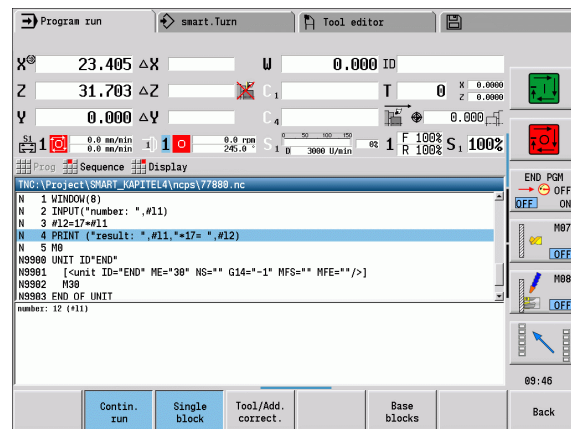 Program run smart.Turn Tool editor
X 23.405 △X W 0.000 ID
Z 31.703 △Z C1 T 0 X 0.0000 Z 0.0000
Y 0.000 △Y C4 0.000
S1 1 0.0 mm/min 0.0 mm/min 1 0.0 rpm 245.0 ° S1 0 50 100 150 D 3000 U/min 0% 1 F 100% R 100% S1 100%
Prog Sequence Display
TNC:\Project\SMART_KAPITEL4\ncps\77880.nc
N 1 WINDOW(8)
N 2 INPUT("number: ",#l1)
N 3 #l2=17*#l1
N 4 PRINT ("result: ",#l1,"*17= ",#l2)
N 5 M0
N9900 UNIT ID"END"
N9901 [<unit ID="END" ME="30" NS="" G14="-1" MFS="" MFE=""/>]
N9902 M30
N9903 END OF UNIT
number: 12 (#l1)
END PGM
OFF
OFF ON
M07
OFF
M08
OFF
09:46
Contin. run
Single block
Tool/Add. correct.
Base blocks
Back